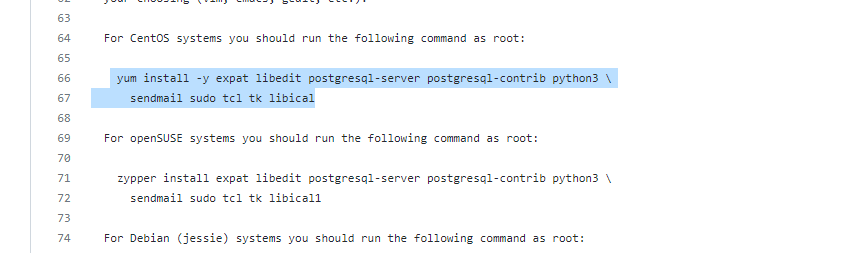 63
64 For CentOS systems you should run the following command as root:
65
66 yum install -y expat libedit postgresql-server postgresql-contrib python3 \
67 sendmail sudo tcl tk libical
68
69 For openSUSE systems you should run the following command as root:
70
71 zypper install expat libedit postgresql-server postgresql-contrib python3 \
72 sendmail sudo tcl tk libical1
73
74 For Debian (jessie) systems you should run the following command as root: